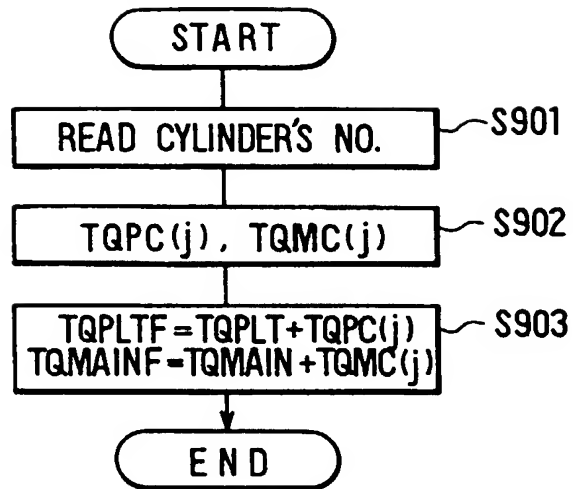 START
READ CYLINDER'S NO.
S901
TQPC(j), TQMC(j)
S902
TQPLTF=TQPLT+TQPC(j)
TQMAINF=TQMAIN+TQMC(j)
S903
END